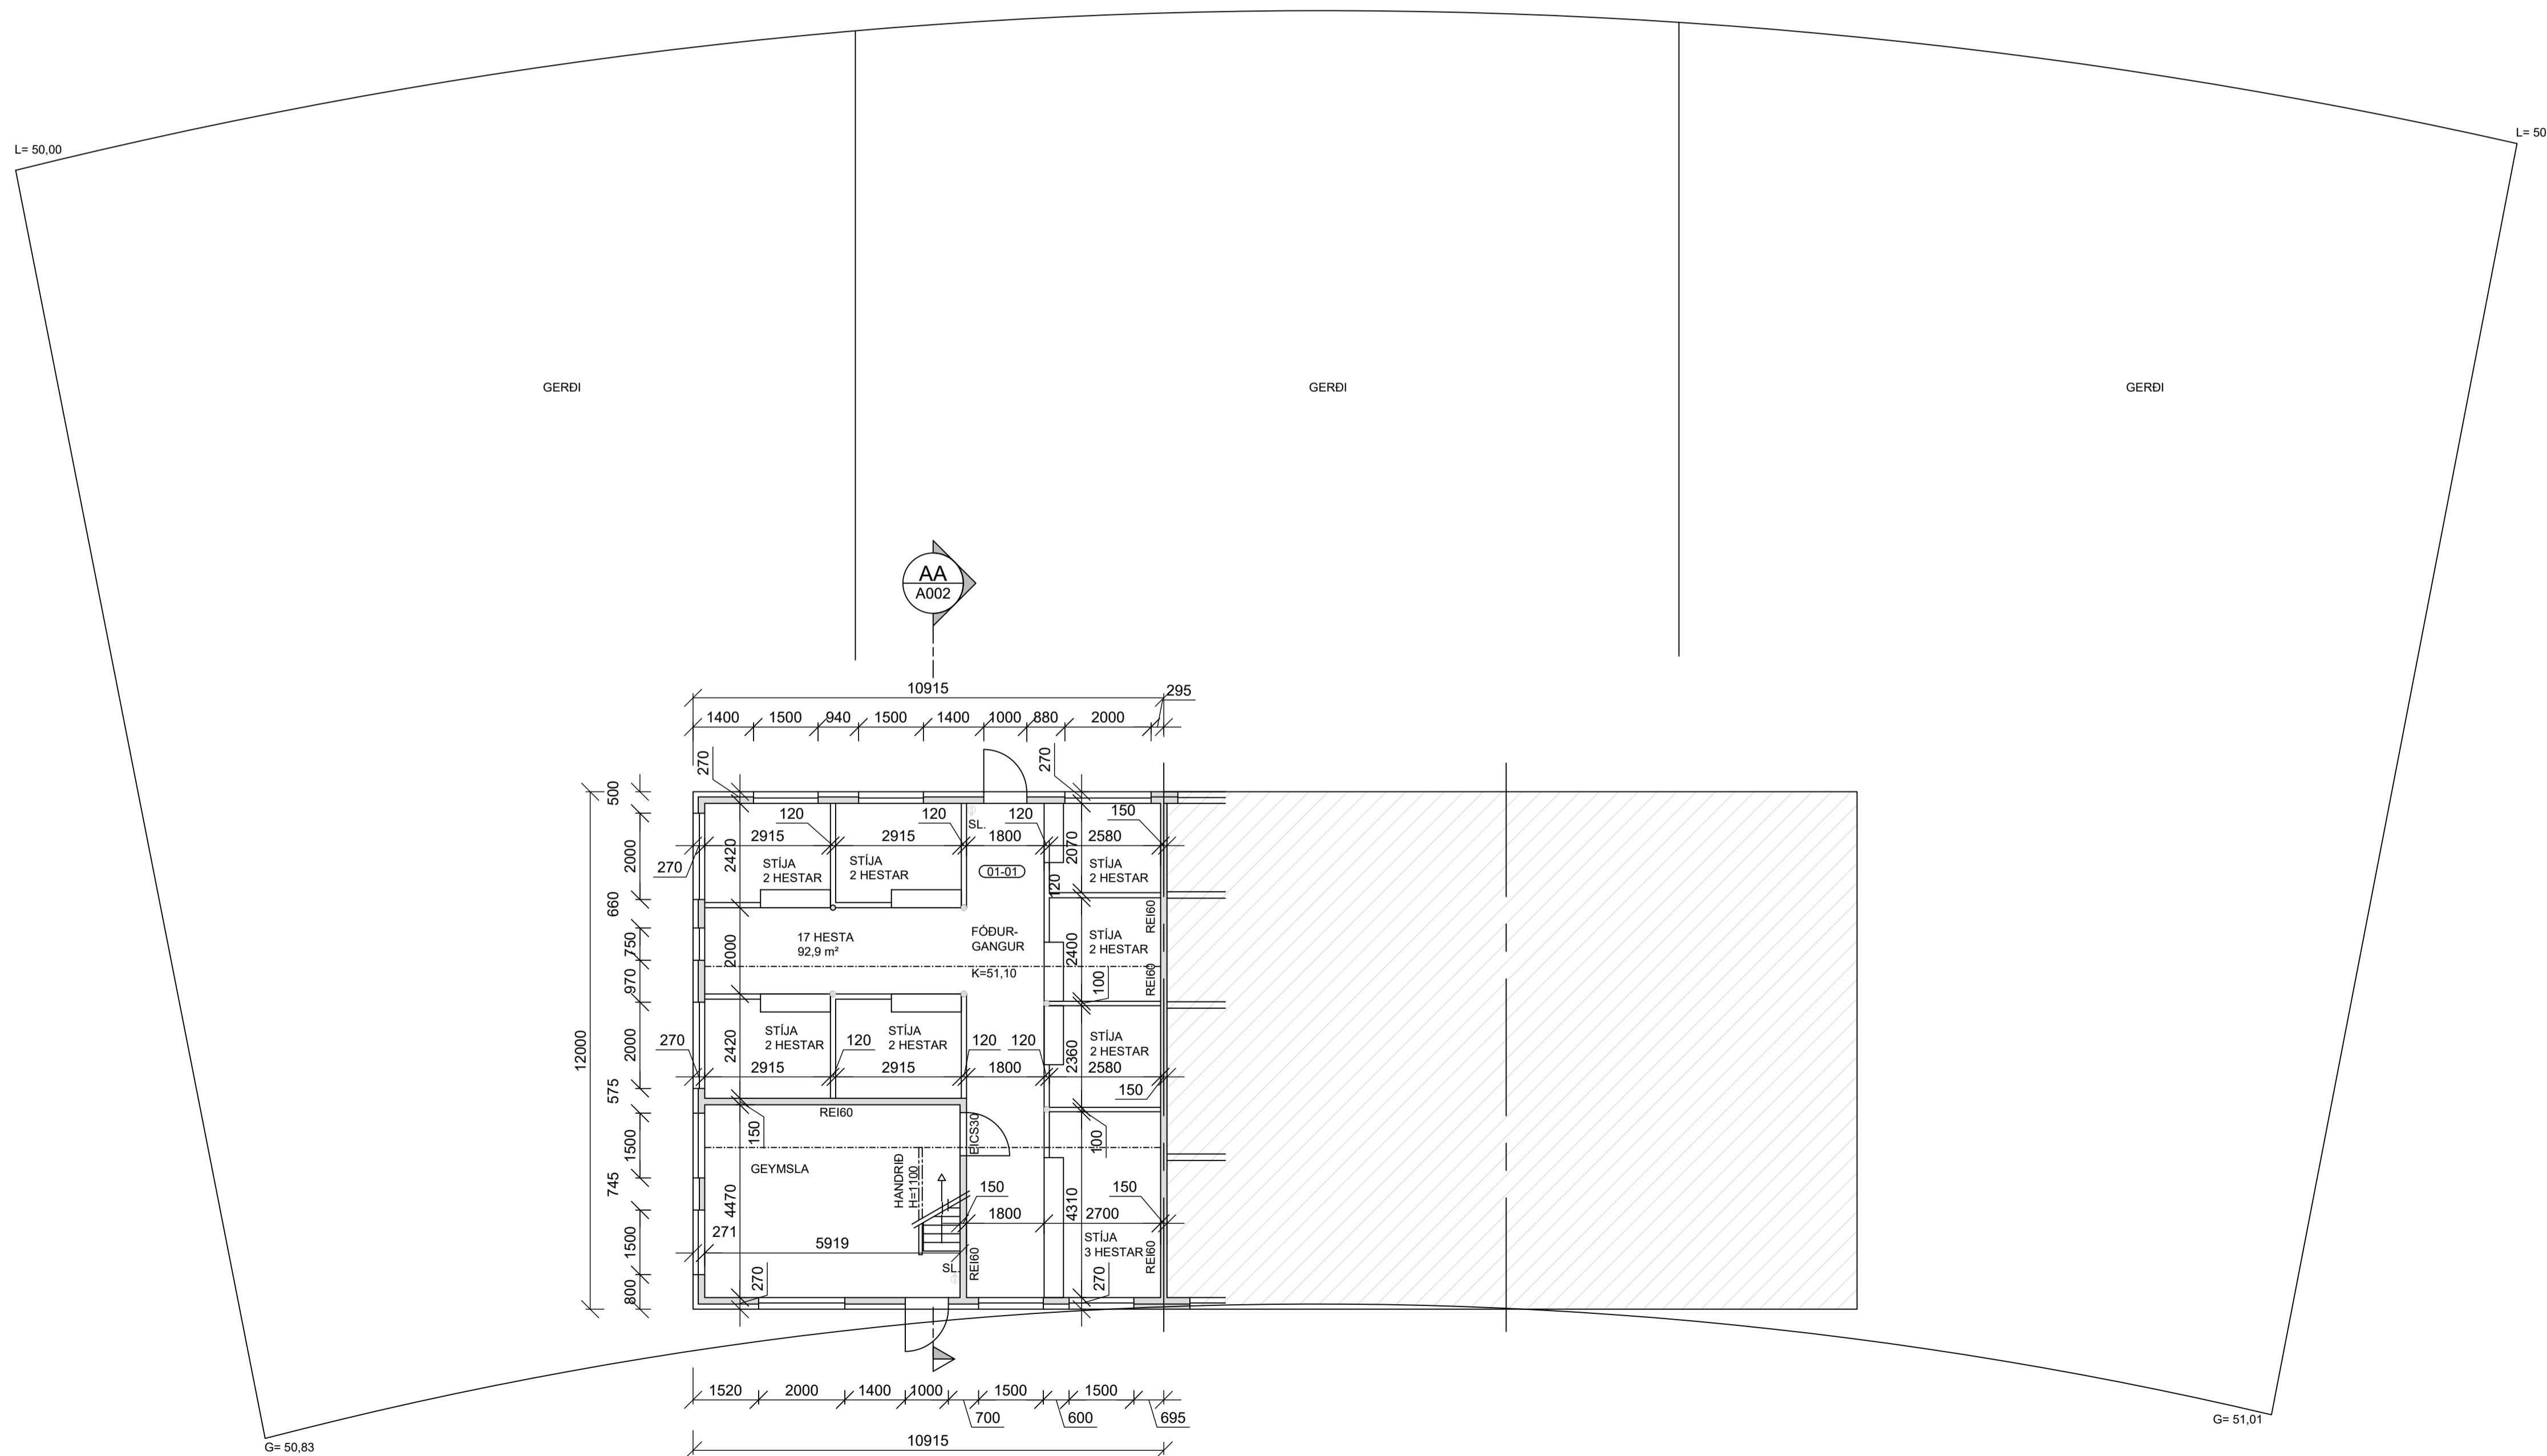 L= 50,00
L= 50
GERÐI
GERÐI
GERÐI
AA
A002
10915
295
1400
1500
940
1500
1400
1000
880
2000
270
270
500
120
120
120
150
2915
2915
1800
2580
SL.
2000
270
2420
2070
STÍJA
2 HESTAR
STÍJA
2 HESTAR
01-01
STÍJA
2 HESTAR
120
660
REI60
750
2000
17 HESTA
92,9 m²
FÓÐUR-
GANGUR
STÍJA
2 HESTAR
2400
970
K=51,10
100
REI60
12000
2000
270
2420
STÍJA
2 HESTAR
120
STÍJA
2 HESTAR
120
120
2360
STÍJA
2 HESTAR
2915
2915
1800
2580
150
575
REI60
150
EICS30
100
1500
GEYMSLA
HANDRIÐ
H=1100
745
4470
150
1800
4310
150
2700
271
5919
1500
STÍJA
3 HESTAR
REI60
REI60
SL.
270
270
800
1520
2000
1400
1000
700
1500
600
1500
695
10915
G= 50,83
G= 51,01